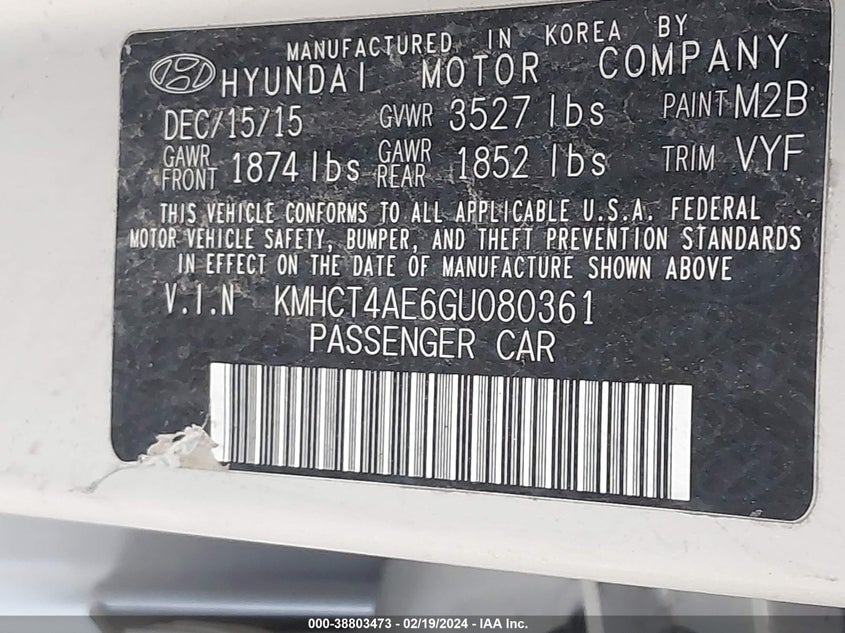 MANUFACTURED IN KOREA BY
HYUNDAI MOTOR COMPANY
DEC/15/15 GVWR 3527 lbs PAINT M2B
GAWR FRONT 1874 lbs GAWR REAR 1852 lbs TRIM VYF
THIS VEHICLE CONFORMS TO ALL APPLICABLE U.S.A. FEDERAL
MOTOR VEHICLE SAFETY, BUMPER, AND THEFT PREVENTION STANDARDS
IN EFFECT ON THE DATE OF MANUFACTURE SHOWN ABOVE
V.I.N KMHCT4AE6GU080361
PASSENGER CAR
000-38803473 - 02/19/2024 - IAA Inc.